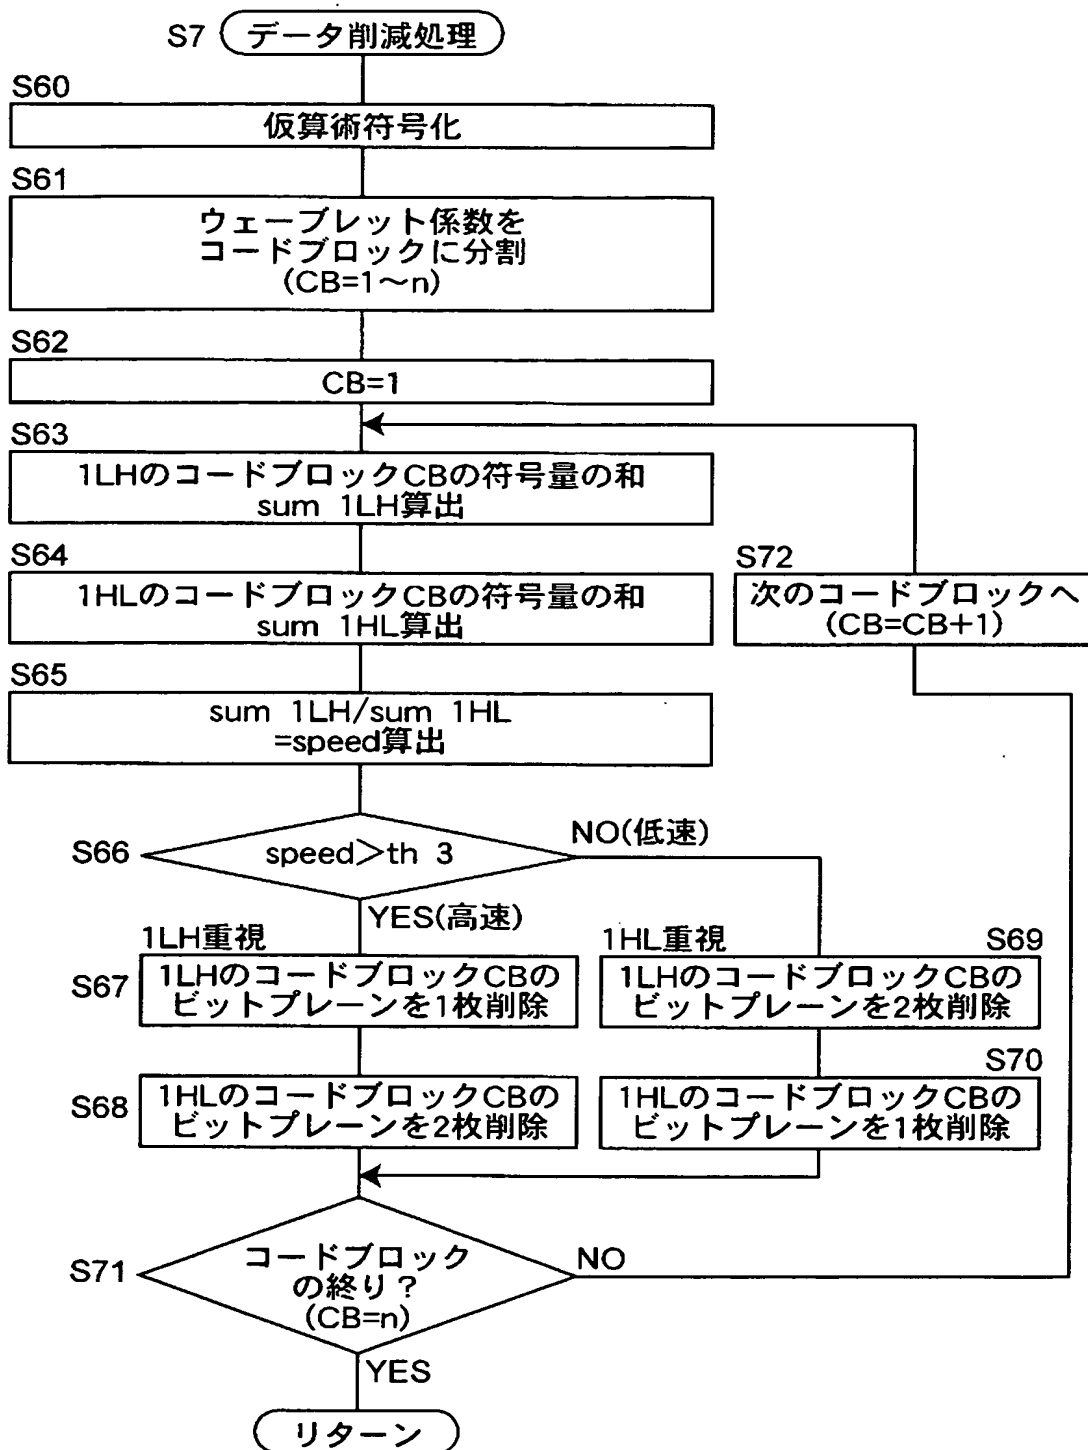 S7 データ削減処理
S60
仮算術符号化
S61
ウェーブレット係数を
コードブロックに分割
(CB=1〜n)
S62
CB=1
S63
1LHのコードブロックCBの符号量の和
sum 1LH算出
S64
1HLのコードブロックCBの符号量の和
sum 1HL算出
S72
次のコードブロックへ
(CB=CB+1)
S65
sum 1LH/sum 1HL
=speed算出
S66
speed>th 3
NO(低速)
YES(高速)
1LH重視
S67
1LHのコードブロックCBの
ビットプレーンを1枚削除
1HL重視
S69
1LHのコードブロックCBの
ビットプレーンを2枚削除
S68
1HLのコードブロックCBの
ビットプレーンを2枚削除
S70
1HLのコードブロックCBの
ビットプレーンを1枚削除
S71
コードブロック
の終り?
(CB=n)
NO
YES
リターン